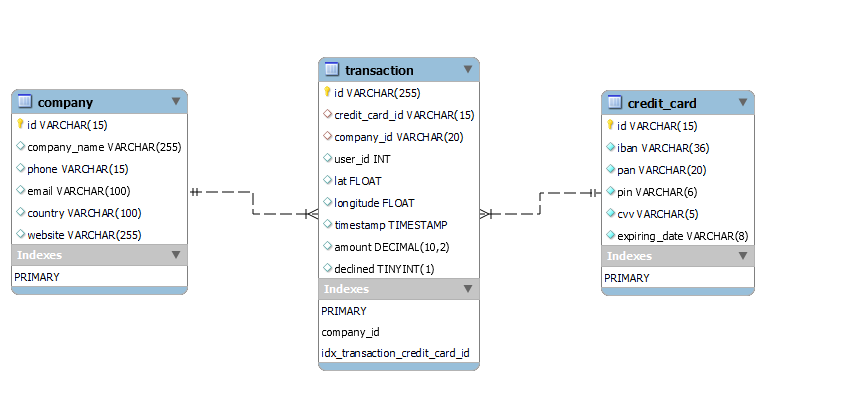 company
id VARCHAR(15)
company_name VARCHAR(255)
phone VARCHAR(15)
email VARCHAR(100)
country VARCHAR(100)
website VARCHAR(255)
Indexes
PRIMARY
transaction
id VARCHAR(255)
credit_card_id VARCHAR(15)
company_id VARCHAR(20)
user_id INT
lat FLOAT
longitude FLOAT
timestamp TIMESTAMP
amount DECIMAL(10,2)
declined TINYINT(1)
Indexes
PRIMARY
company_id
idx_transaction_credit_card_id
credit_card
id VARCHAR(15)
iban VARCHAR(36)
pan VARCHAR(20)
pin VARCHAR(6)
cvv VARCHAR(5)
expiring_date VARCHAR(8)
Indexes
PRIMARY